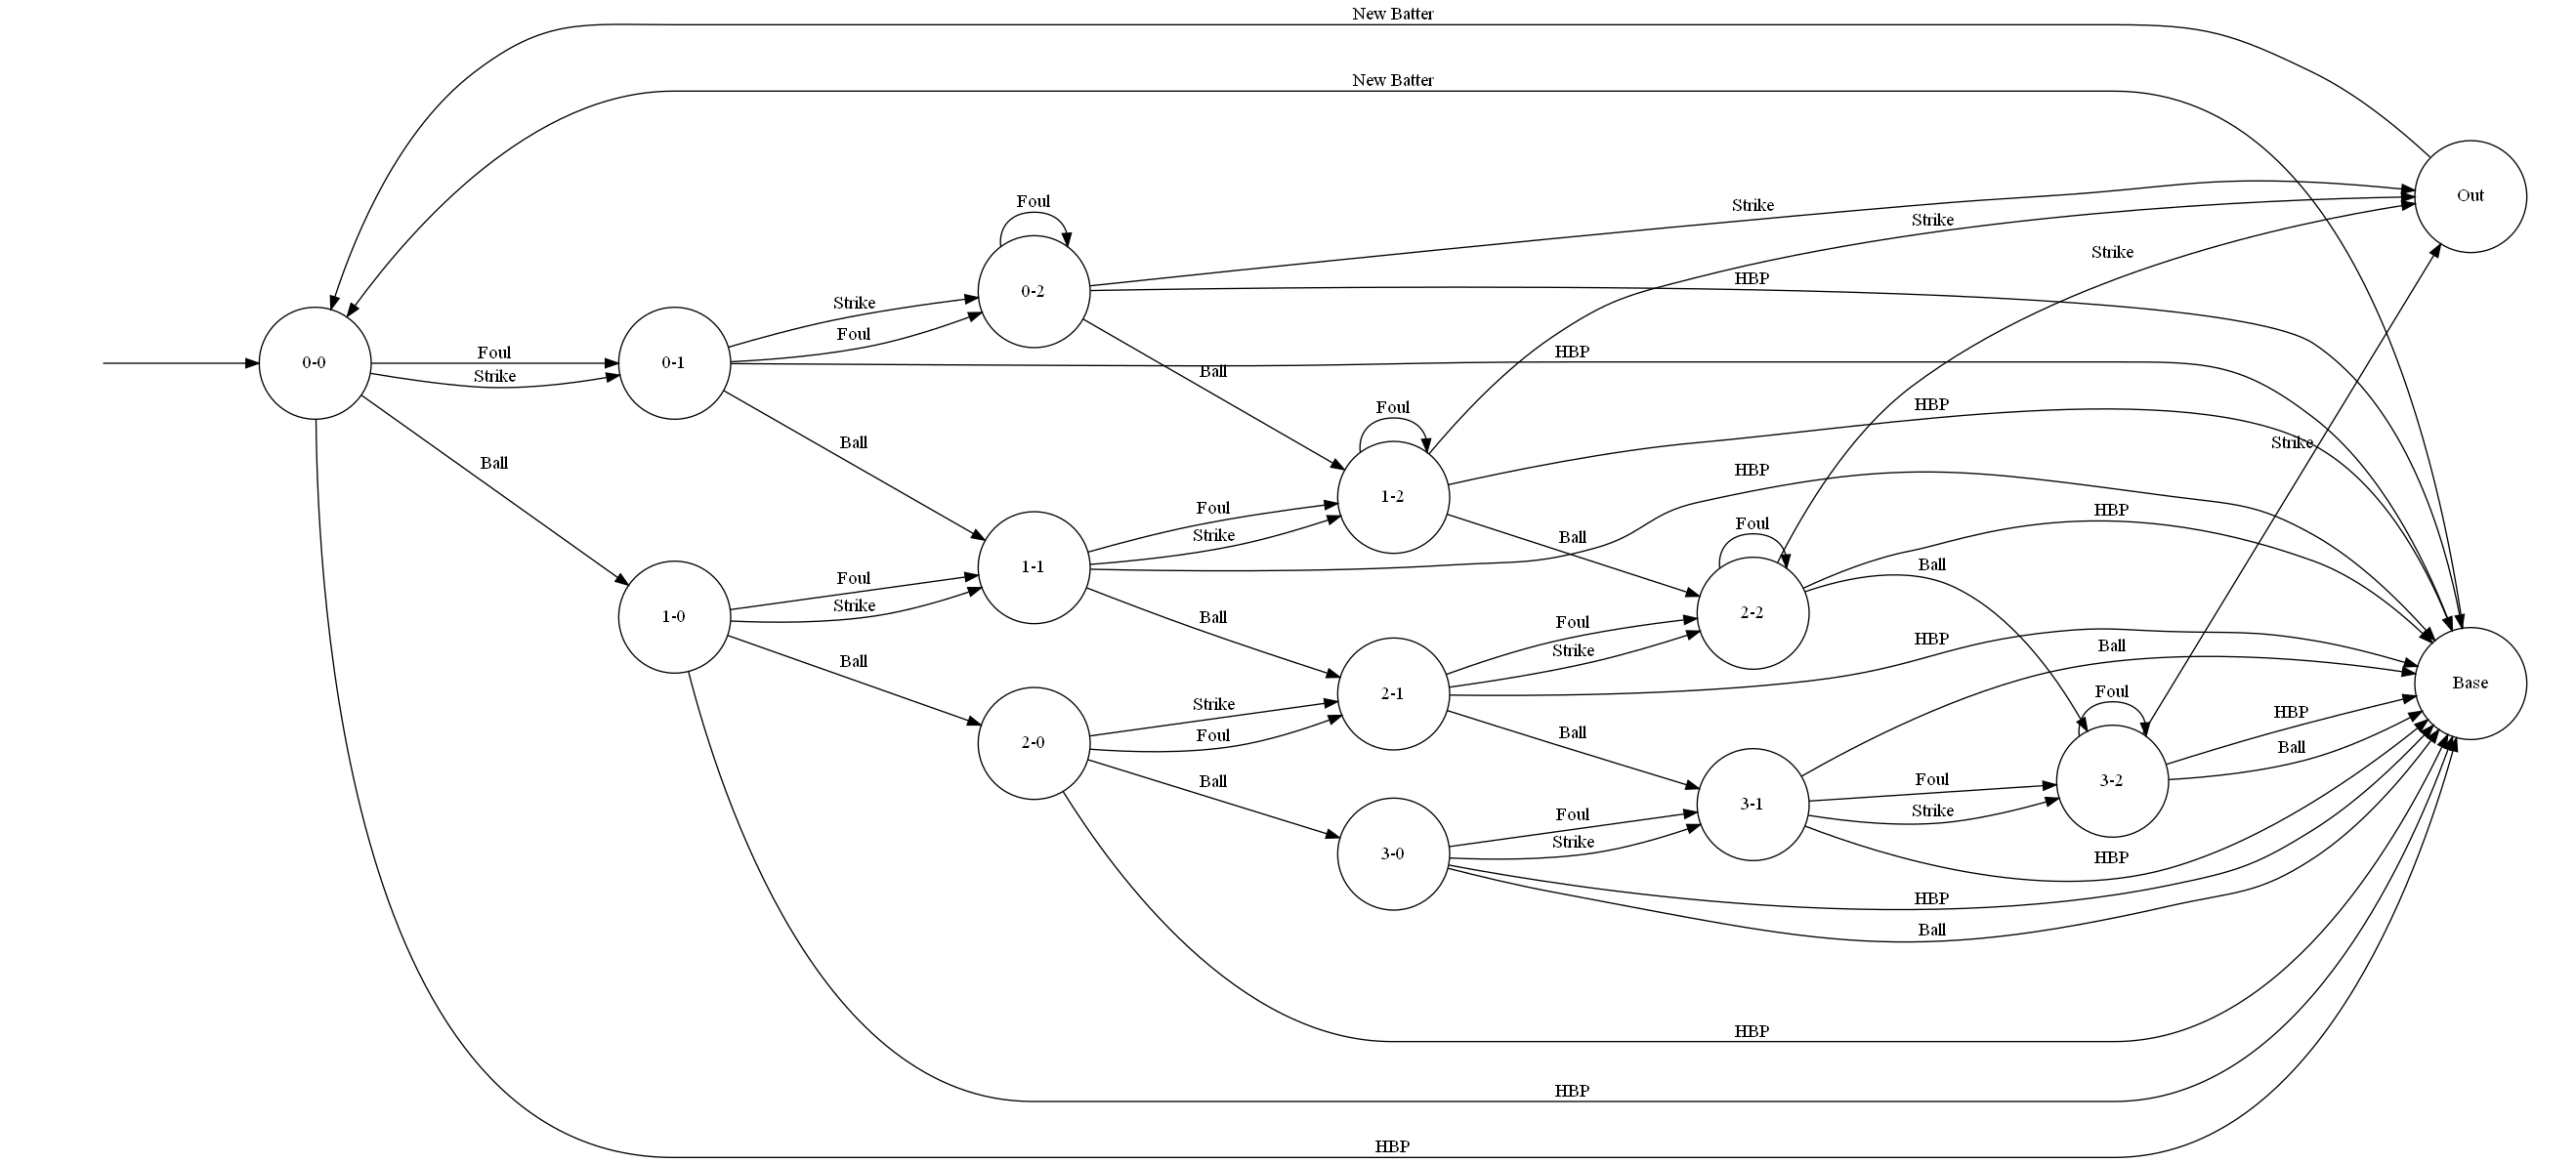 New Batter
New Batter
Out
Foul
Strike
Strike
Strike
HBP
0-2
Strike
Foul
0-0
Foul
Strike
0-1
HBP
Ball
Foul
HBP
Strike
Ball
Ball
HBP
1-2
Foul
Strike
HBP
Foul
Ball
Ball
1-1
Foul
Strike
1-0
Ball
2-2
Foul
Strike
HBP
Ball
Ball
Base
2-1
Foul
HBP
Ball
Strike
Foul
2-0
Ball
Ball
3-2
Foul
Strike
3-1
Foul
Strike
3-0
HBP
HBP
Ball
HBP
HBP
HBP